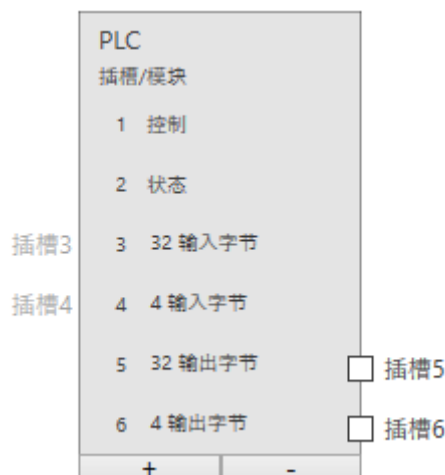 PLC
插槽/模块
1 控制
2 状态
插槽3 3 32 输入字节
插槽4 4 4 输入字节
5 32 输出字节 插槽5
6 4 输出字节 插槽6
+ -